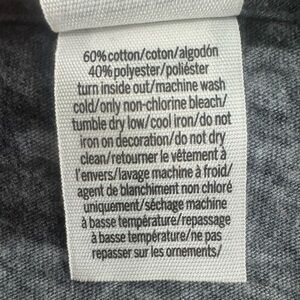 60% cotton/coton/algodón
40% polyester/poliéster
turn inside out/machine wash
cold/only non-chlorine bleach/
tumble dry low/cool iron/do not
iron on decoration/do not dry
clean/retourner le vêtement à
l'envers/lavage machine à froid/
agent de blanchiment non chloré
uniquement/séchage machine
à basse température/repassage
à basse température/ne pas
repasser sur les ornements/